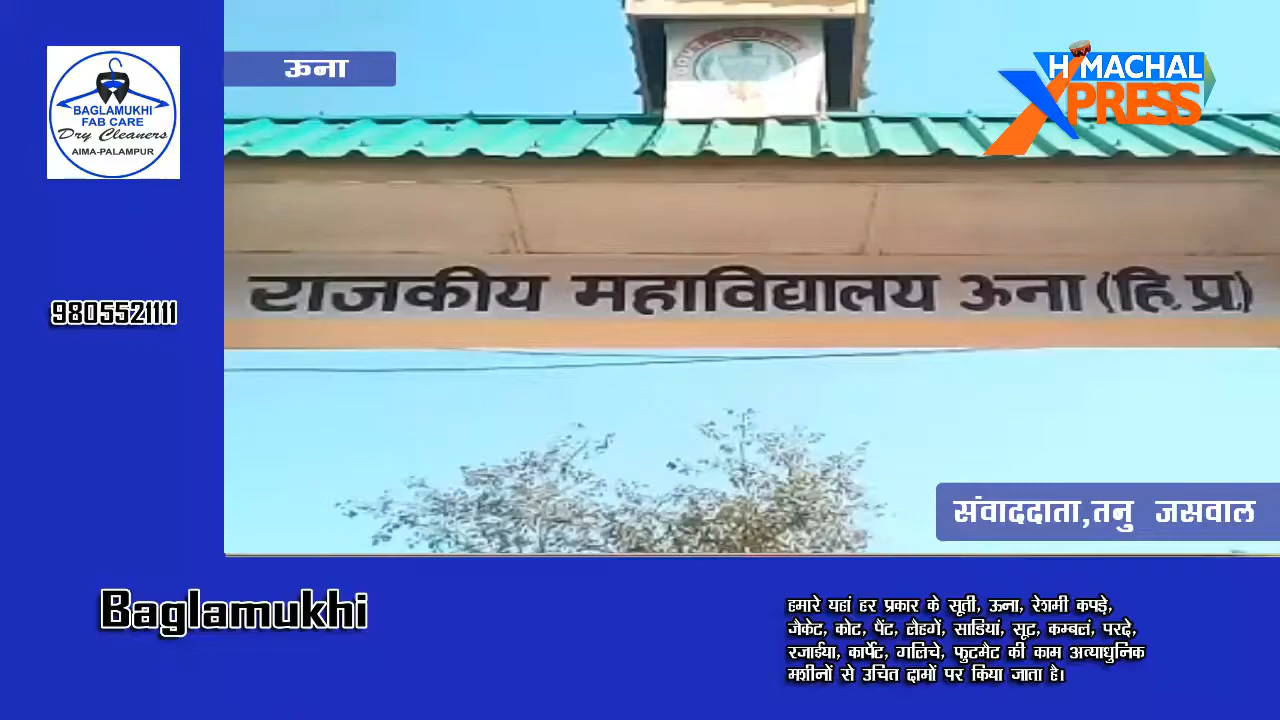 BAGLAMUKHI
FAB CARE
Dry Cleaners
AIMA-PALAMPUR
ऊना
HIMACHAL
XPRESS
राजकीय महाविद्यालय ऊना (हि.प्र.)
9805521111
संवाददाता,तनु जसवाल
Baglamukhi
हमारे यहां हर प्रकार के सूती, ऊना, रेशमी कपड़े,
जैकेट, कोट, पैंट, लैहगें, साडियां, सूट, कम्बलं, परदे,
रजाईया, कार्पेट, गलिचे, फुटमैट की काम अत्याधुनिक
मशीनों से उचित दामों पर किया जाता है।